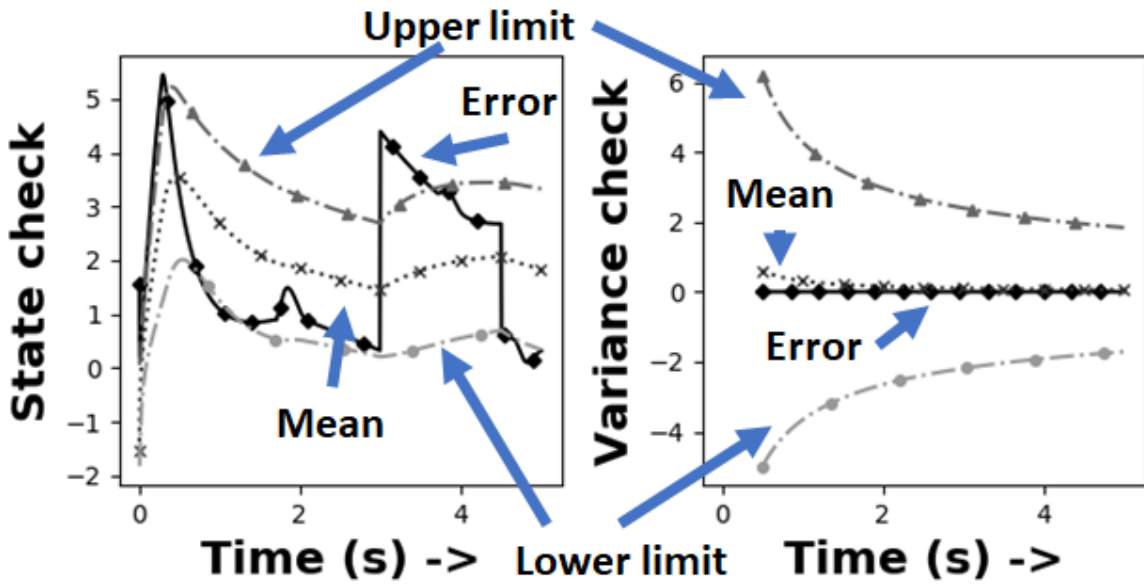 Upper limit
State check
5
4
3
2
1
0
−1
−2
Error
Mean
0
2
4
Time (s) ->
Lower limit
Variance check
6
4
2
0
−2
−4
Mean
Error
2
4
Time (s) ->